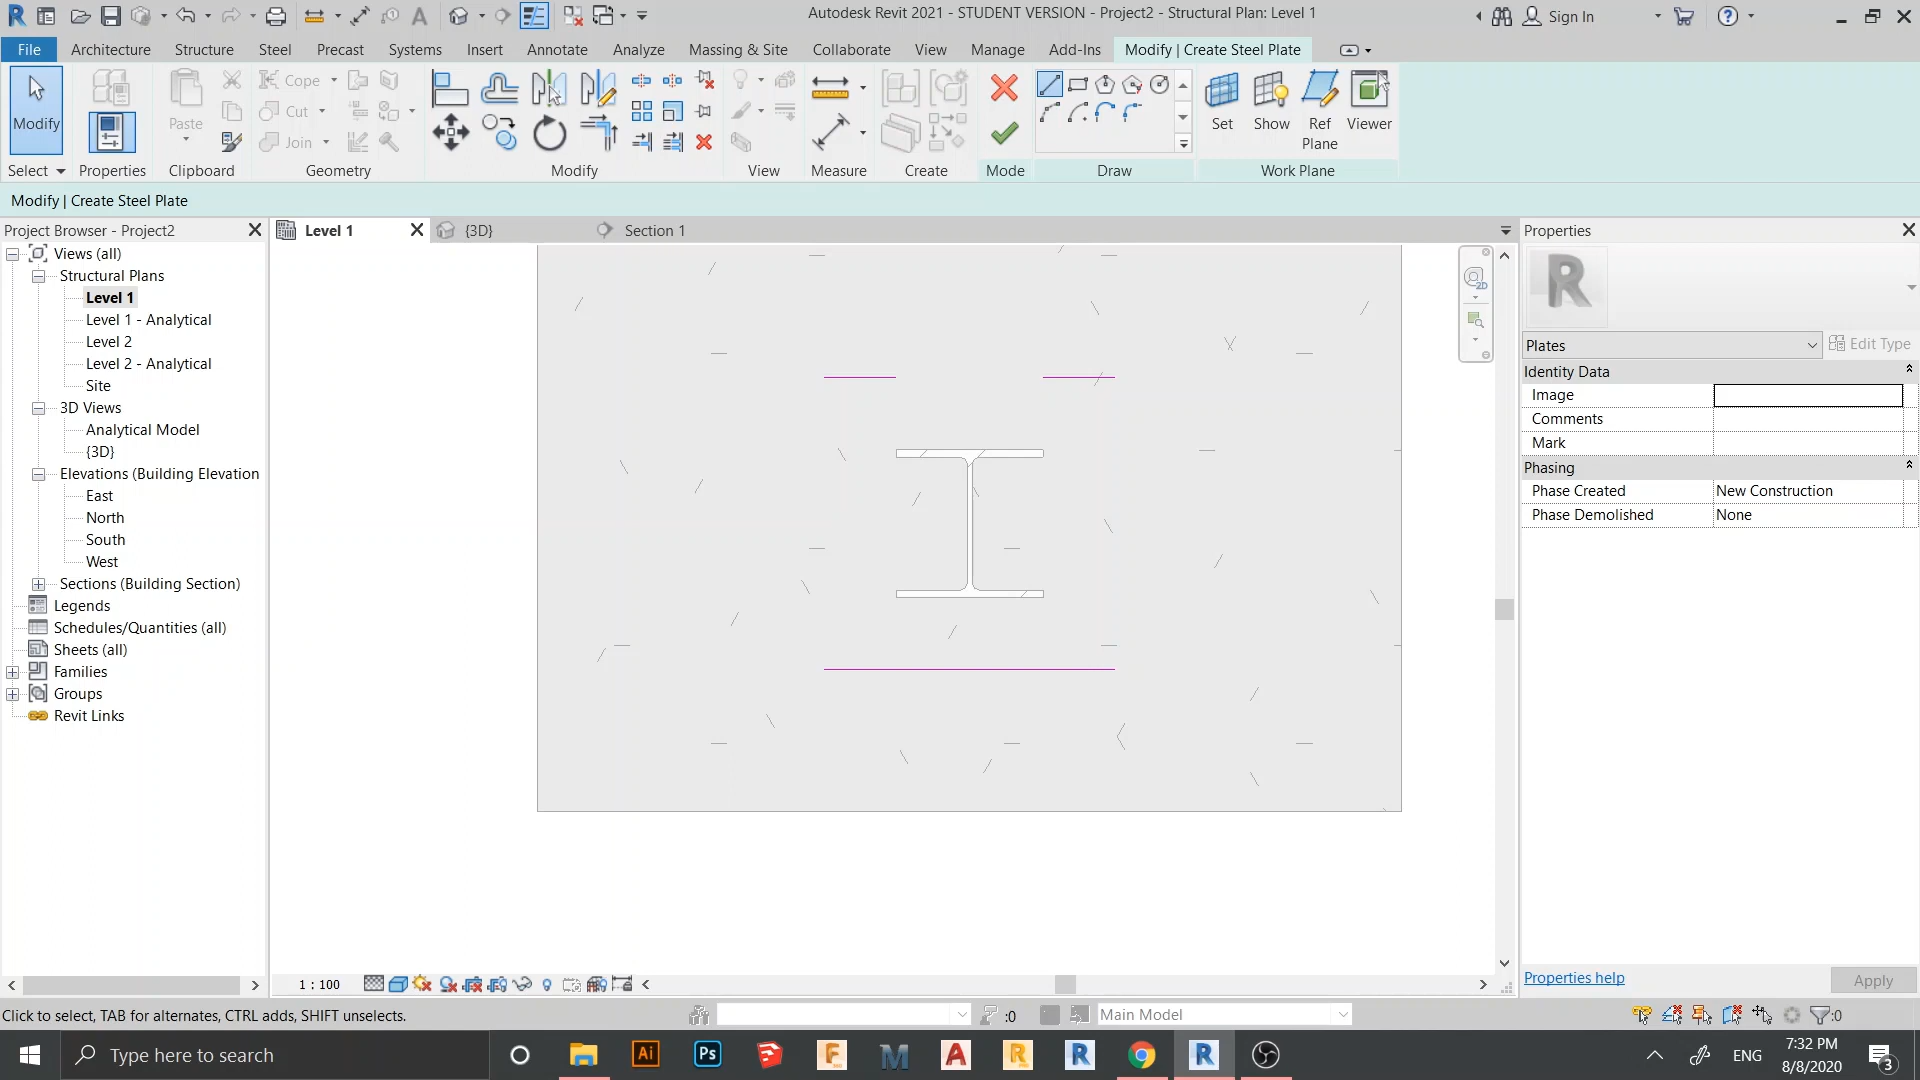 Autodesk Revit 2021 - STUDENT VERSION - Project2 - Structural Plan: Level 1
Sign In
File Architecture Structure Steel Precast Systems Insert Annotate Analyze Massing & Site Collaborate View Manage Add-Ins Modify | Create Steel Plate
Modify
Paste
Cope
Cut
Join
Set Show Ref Plane Viewer
Select Properties Clipboard Geometry Modify View Measure Create Mode Draw Work Plane
Modify | Create Steel Plate
Project Browser - Project2
Views (all)
Structural Plans
Level 1
Level 1 - Analytical
Level 2
Level 2 - Analytical
Site
3D Views
Analytical Model
{3D}
Elevations (Building Elevation
East
North
South
West
Sections (Building Section)
Legends
Schedules/Quantities (all)
Sheets (all)
Families
Groups
Revit Links
Level 1 {3D} Section 1
2D
Properties
R
Plates
Edit Type
Identity Data
Image
Comments
Mark
Phasing
Phase Created New Construction
Phase Demolished None
Properties help
Apply
1 : 100
Click to select, TAB for alternates, CTRL adds, SHIFT unselects.
:0
Main Model
:0
Type here to search
Ai
Ps
ENG
7:32 PM
8/8/2020
3